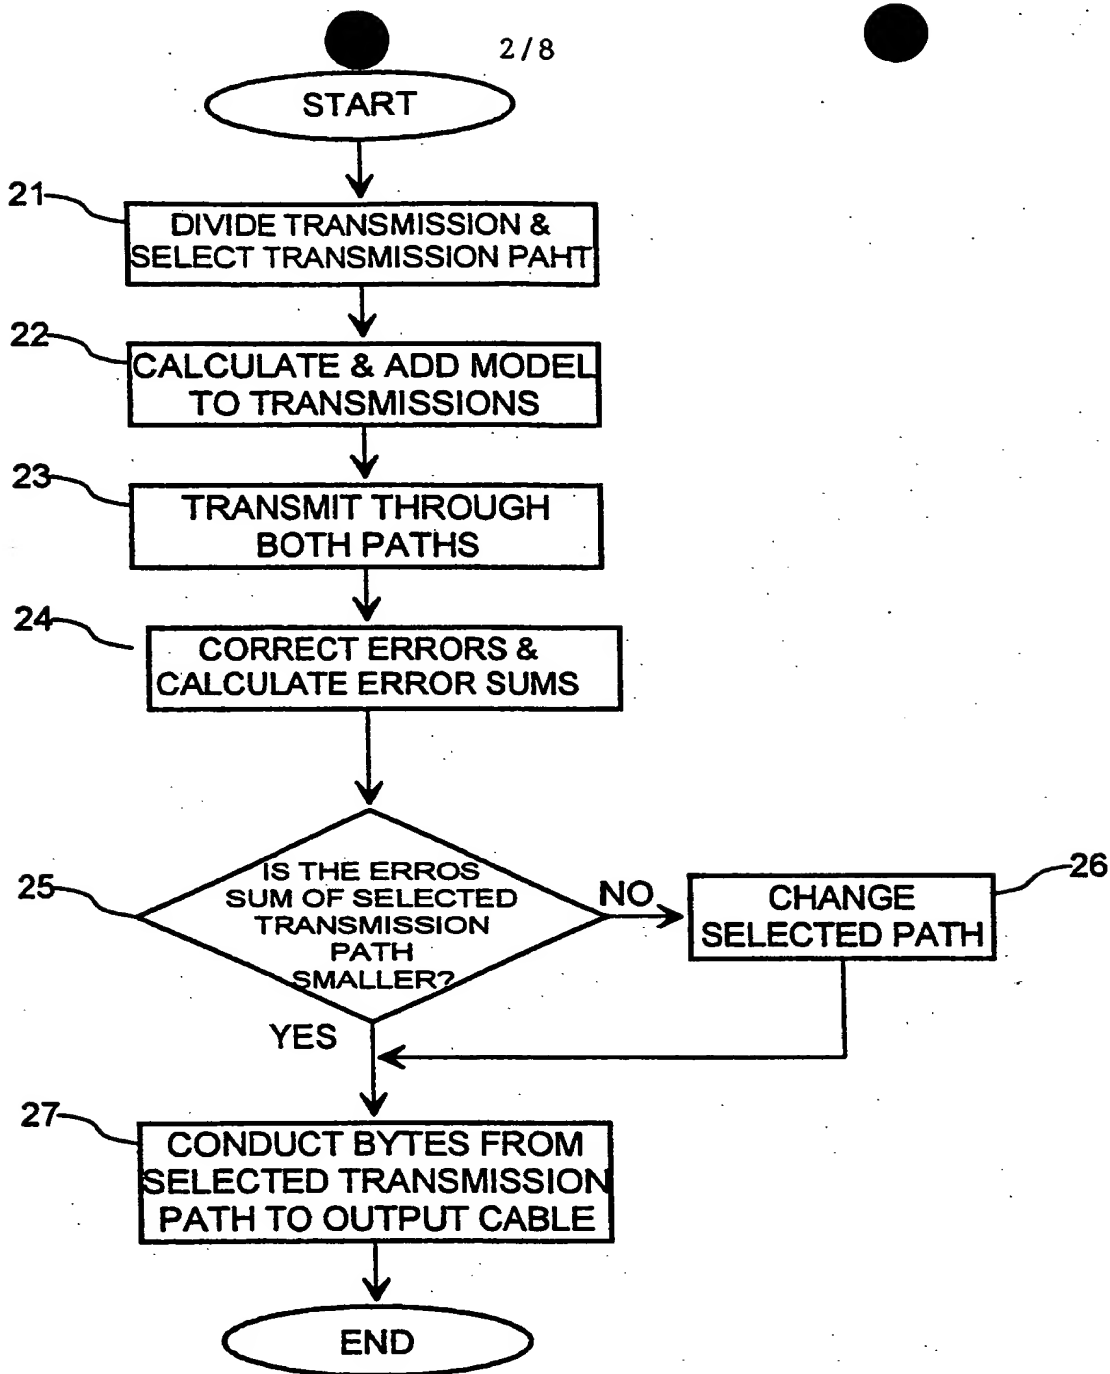 2/8
START
21
DIVIDE TRANSMISSION &
SELECT TRANSMISSION PAHT
22
CALCULATE & ADD MODEL
TO TRANSMISSIONS
23
TRANSMIT THROUGH
BOTH PATHS
24
CORRECT ERRORS &
CALCULATE ERROR SUMS
25
IS THE ERROS
SUM OF SELECTED
TRANSMISSION
PATH
SMALLER?
NO
26
CHANGE
SELECTED PATH
YES
27
CONDUCT BYTES FROM
SELECTED TRANSMISSION
PATH TO OUTPUT CABLE
END